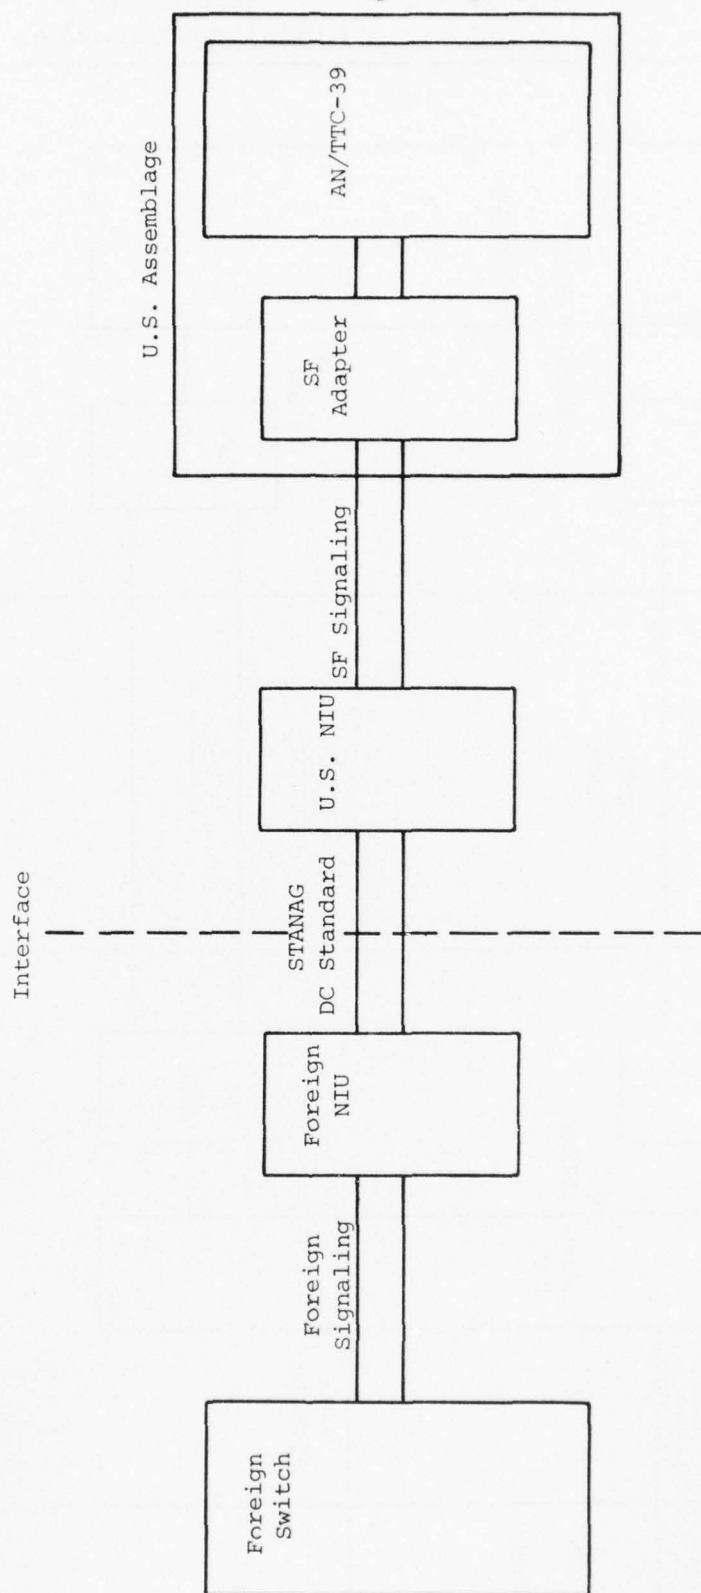 Interface
U.S. Assemblage
Foreign
Switch
Foreign
Signaling
Foreign
NIU
STANAG
DC Standard
U.S. NIU
SF Signaling
SF
Adapter
AN/TTC-39